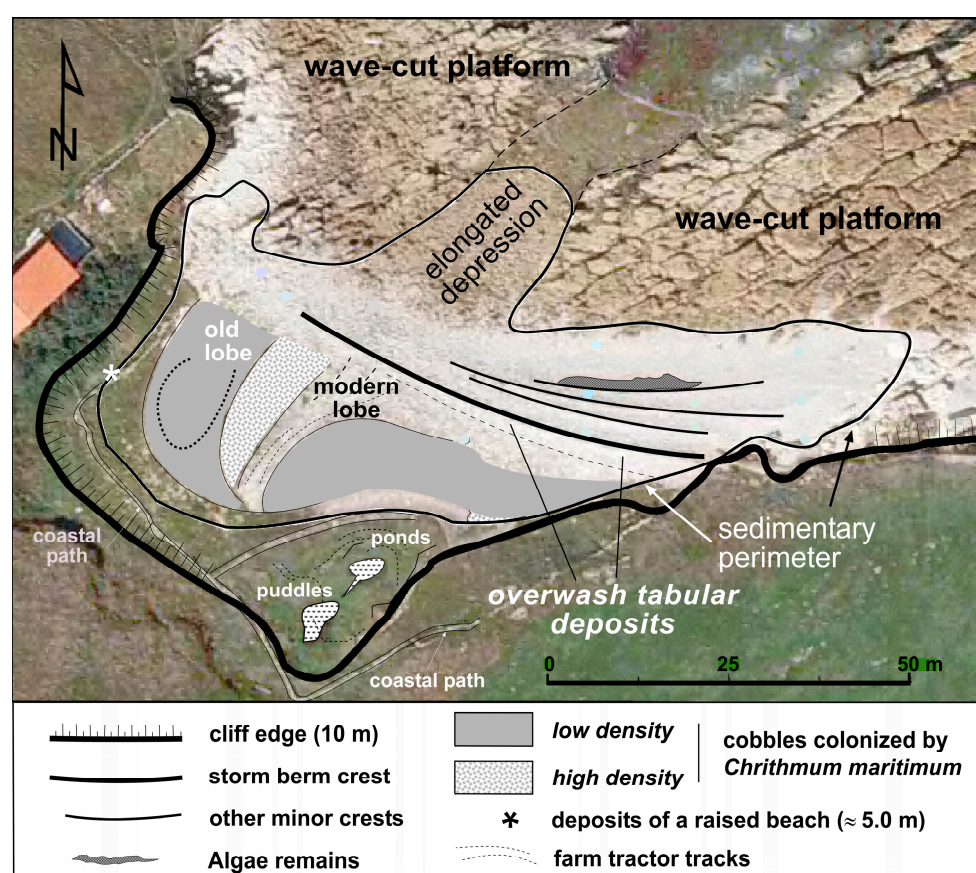 wave-cut platform
N
wave-cut platform
elongated
depression
old
lobe
modern
lobe
*
coastal
path
ponds
puddles
sedimentary
perimeter
overwash tabular
deposits
coastal path
0 25 50 m
cliff edge (10 m)
storm berm crest
other minor crests
Algae remains
low density
high density
cobbles colonized by
Chrithmum maritimum
* deposits of a raised beach (≈ 5.0 m)
farm tractor tracks